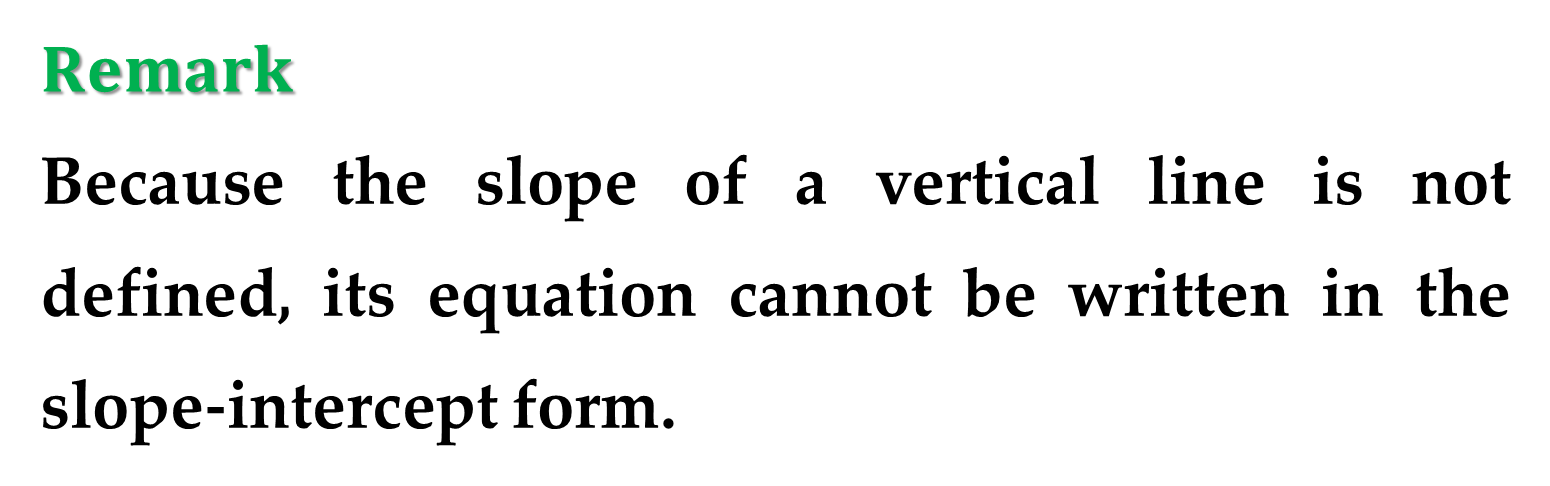 Remark
Because the slope of a vertical line is not
defined, its equation cannot be written in the
slope-intercept form.